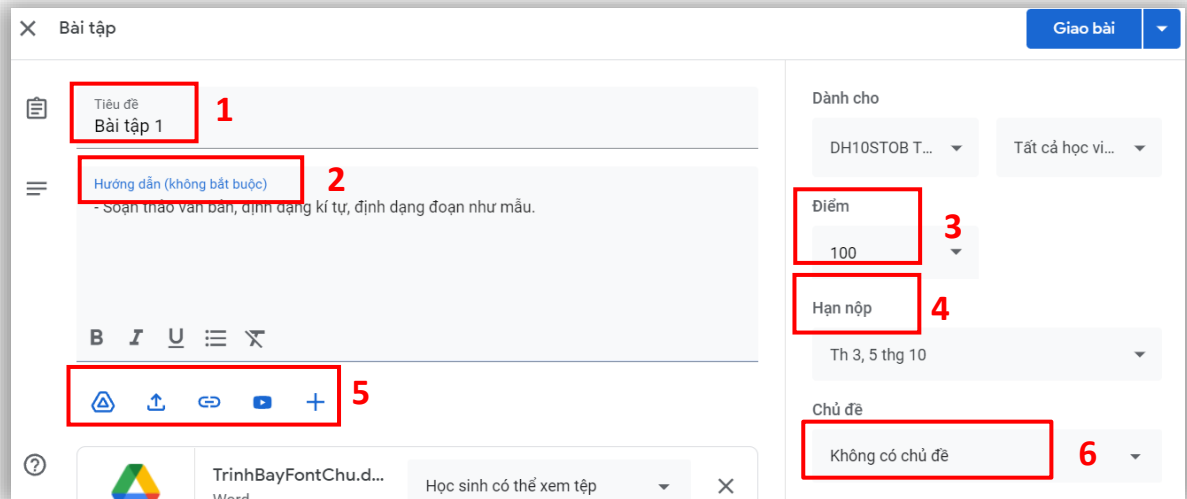 Bài tập
Giao bài
Tiêu đề
Bài tập 1
1
Hướng dẫn (không bắt buộc)
2
- Soạn thảo văn bản, định dạng kí tự, định dạng đoạn như mẫu.
B I U
5
TrinhBayFontChu.d...
Word
Học sinh có thể xem tệp
Dành cho
DH10STOB T...
Tất cả học vi...
Điểm
100
3
Hạn nộp
4
Th 3, 5 thg 10
Chủ đề
Không có chủ đề
6